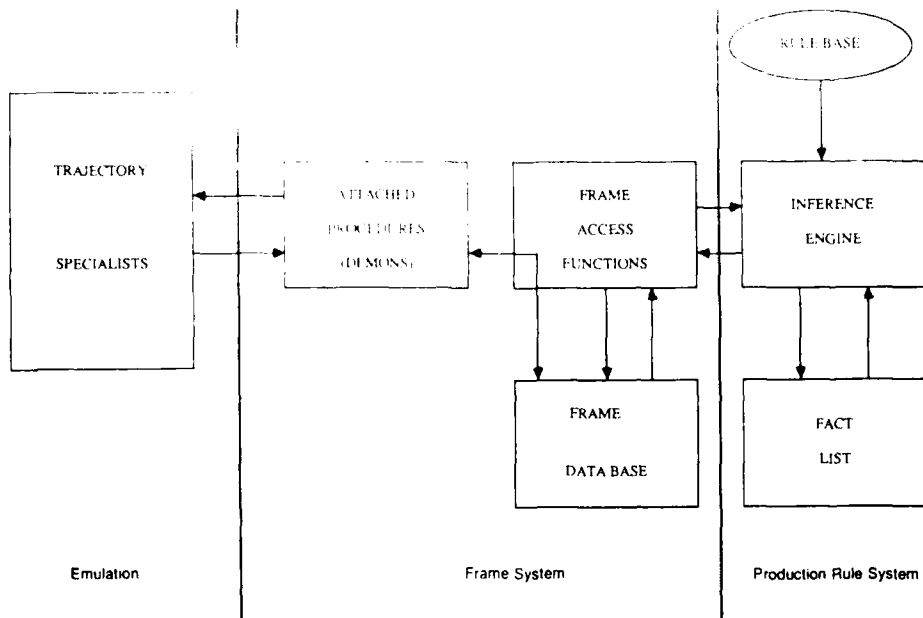 RULE BASE
TRAJECTORY
SPECIALISTS
ATTACHED
PROCEDURES
(DEMONS)
FRAME
ACCESS
FUNCTIONS
INFERENCE
ENGINE
FRAME
DATA BASE
FACT
LIST
Emulation
Frame System
Production Rule System